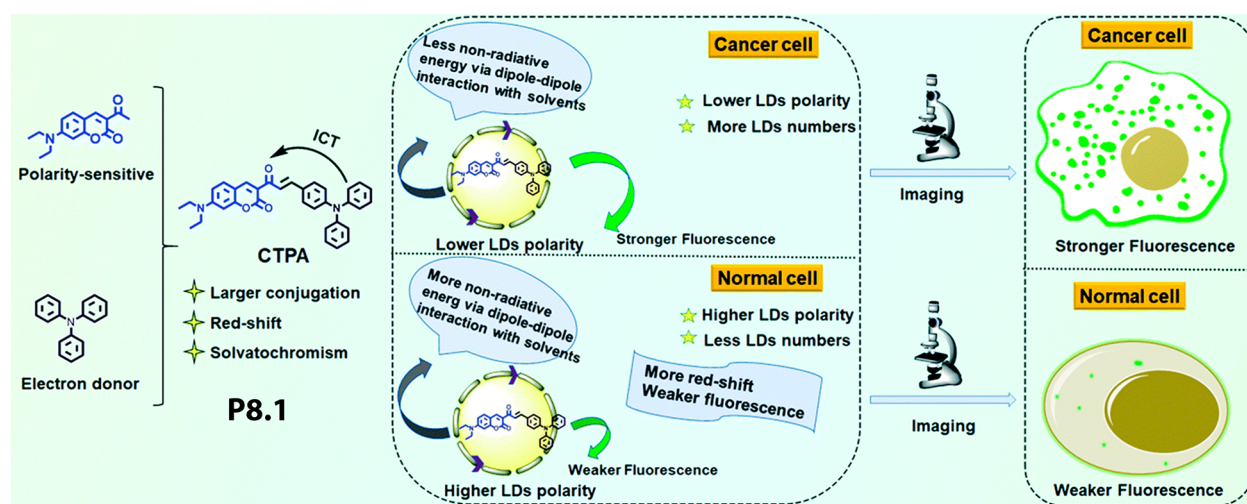 Polarity-sensitive
Electron donor
ICT
CTPA
Larger conjugation
Red-shift
Solvatochromism
P8.1
Less non-radiative
energy via dipole-dipole
interaction with solvents
Cancer cell
Lower LDs polarity
More LDs numbers
Lower LDs polarity
Stronger Fluorescence
More non-radiative
energ via dipole-dipole
interaction with solvents
Normal cell
Higher LDs polarity
Less LDs numbers
More red-shift
Weaker fluorescence
Weaker Fluorescence
Higher LDs polarity
Imaging
Imaging
Cancer cell
Stronger Fluorescence
Normal cell
Weaker Fluorescence
O
O
O
N
N
O
O
O
N
N